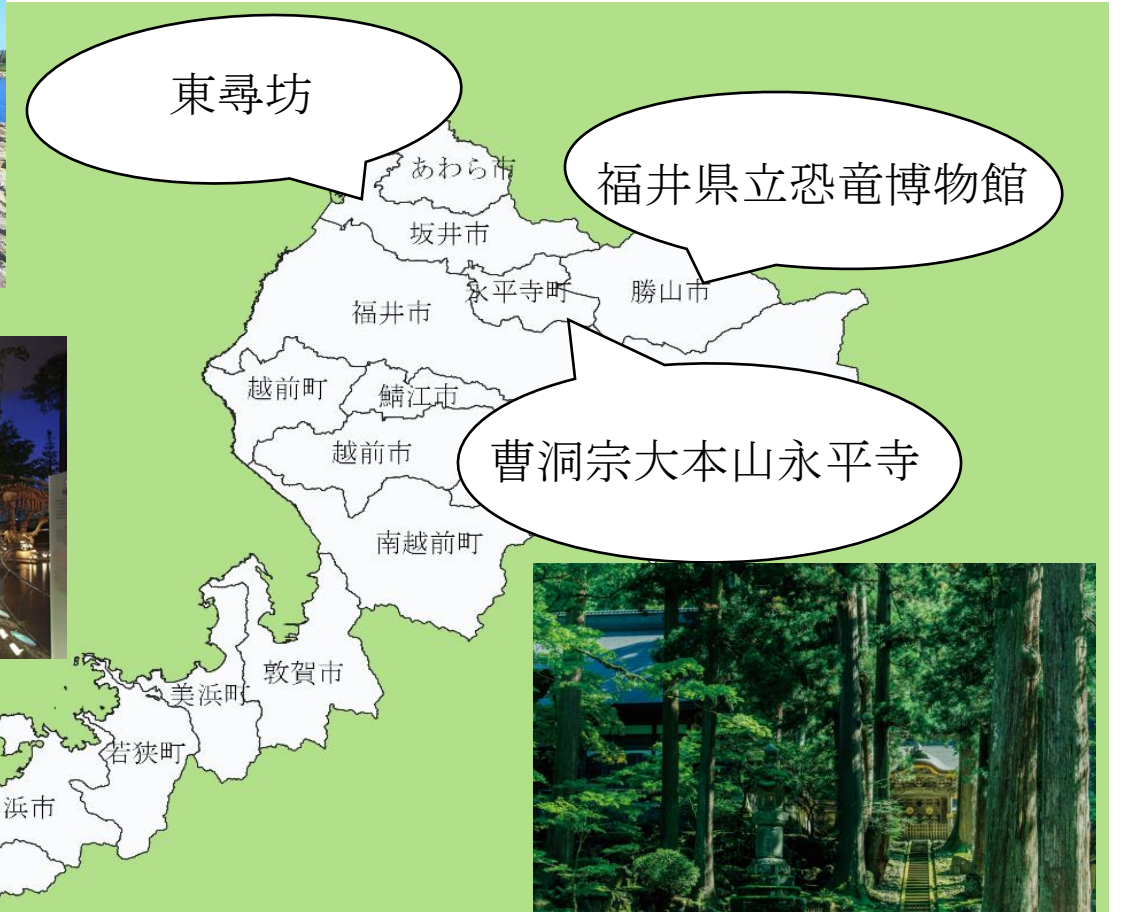 東尋坊
あわら市
福井県立恐竜博物館
坂井市
永平寺町
勝山市
福井市
越前町
鯖江市
越前市
曹洞宗大本山永平寺
南越前町
敦賀市
美浜町
若狭町
浜市